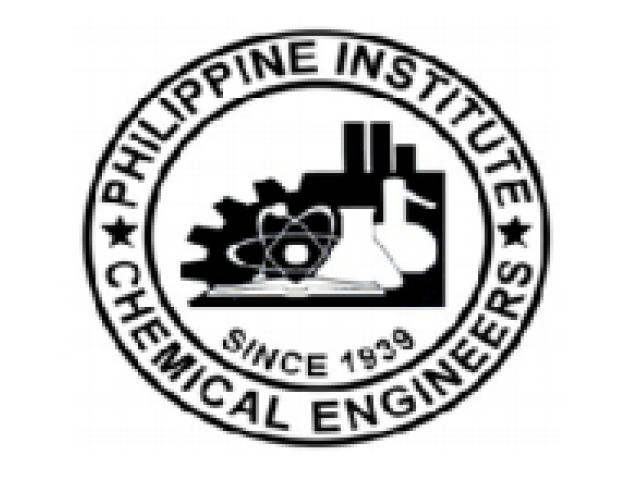 PHILIPPINE INSTITUTE
CHEMICAL ENGINEERS
SINCE 1939